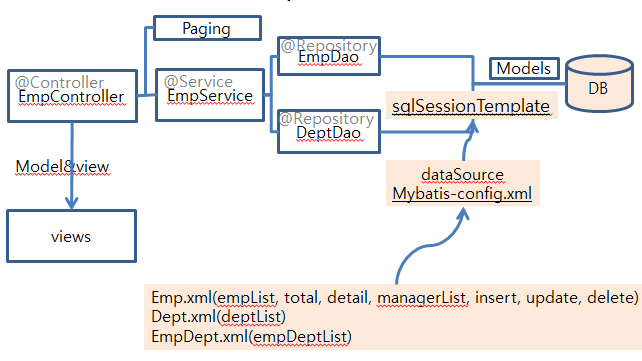 Paging
@Repository
EmpDao
@Controller
EmpController
@Service
EmpService
Models
DB
@Repository
DeptDao
sqlSessionTemplate
Model&view
dataSource
Mybatis-config.xml
views
Emp.xml(empList, total, detail, managerList, insert, update, delete)
Dept.xml(deptList)
EmpDept.xml(empDeptList)